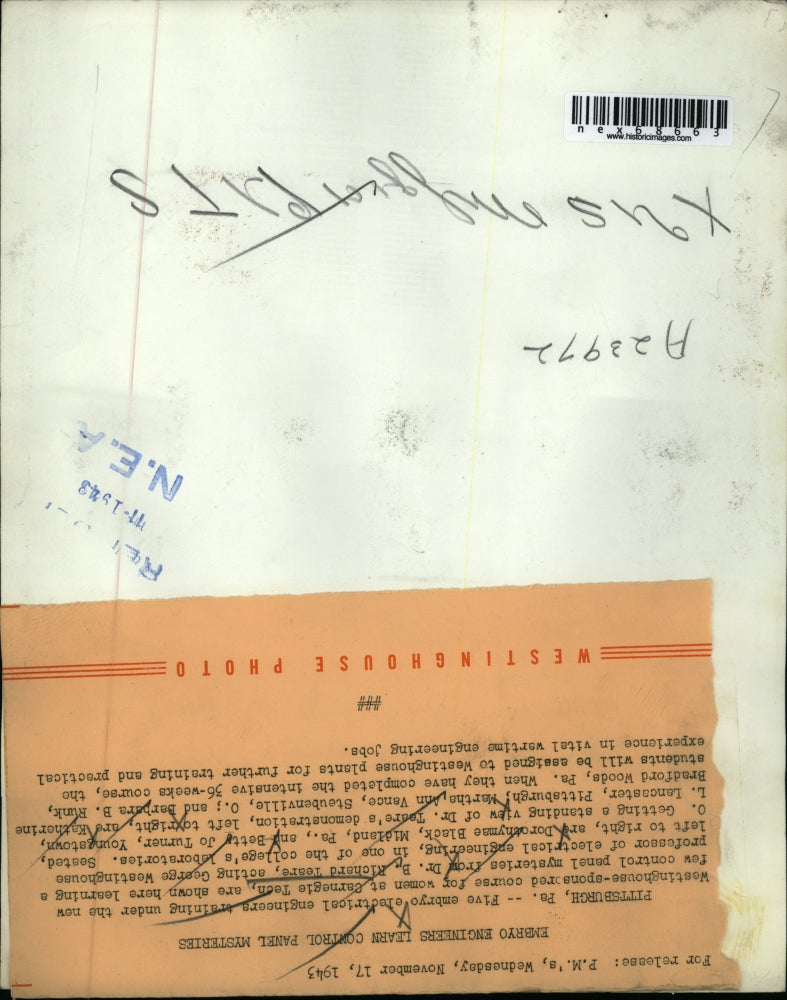 For release: P.M.'s, Wednesday, November 17, 1943
EMBRYO ENGINEERS LEARN CONTROL PANEL MYSTERIES
PITTSBURGH, Pa. -- Five embryo electrical engineers training under the new
Westinghouse-sponsored course for women at Carnegie Tech, are shown here learning a
few control panel mysteries from Dr. B. Richard Teare, acting George Westinghouse
professor of electrical engineering, in one of the college's laboratories. Seated,
left to right, are Dorothymae Black, Midland, Pa., and Betty Jo Turner, Youngstown,
O. Getting a standing view of Dr. Teare's demonstration, left to right, are Katherine
L. Lancaster, Pittsburgh; Martha Ann Vance, Steubenville, O.; and Barbara B. Runk,
Bradford Woods, Pa. When they have completed the intensive 36-weeks course, the
students will be assigned to Westinghouse plants for further training and practical
experience in vital wartime engineering jobs.
###
WESTINGHOUSE PHOTO
1943
N.E.A.
A23972
nex68663
www.historicimages.com